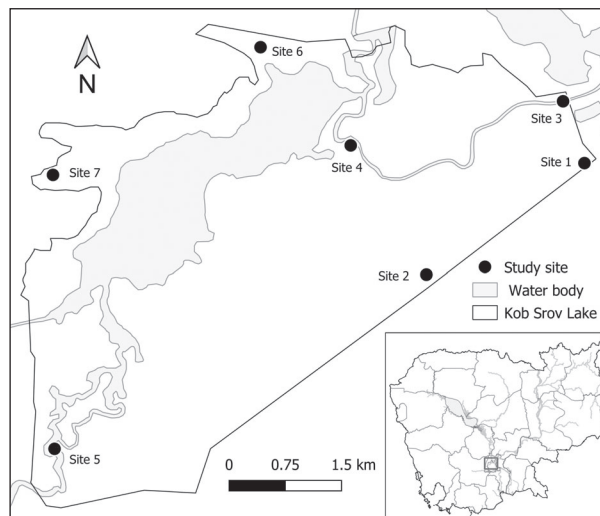 Site 6
N
Site 3
Site 4
Site 1
Site 7
Site 2
Study site
Water body
Kob Srov Lake
Site 5
0 0.75 1.5 km